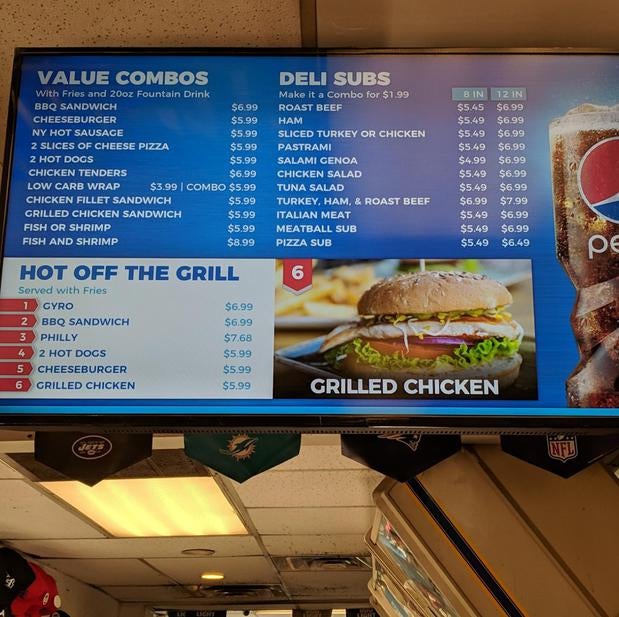 VALUE COMBOS
With Fries and 20oz Fountain Drink
BBQ SANDWICH $6.99
CHEESEBURGER $5.99
NY HOT SAUSAGE $5.99
2 SLICES OF CHEESE PIZZA $5.99
2 HOT DOGS $5.99
CHICKEN TENDERS $6.99
LOW CARB WRAP $3.99 | COMBO $5.99
CHICKEN FILLET SANDWICH $5.99
GRILLED CHICKEN SANDWICH $5.99
FISH OR SHRIMP $5.99
FISH AND SHRIMP $8.99
DELI SUBS
Make it a Combo for $1.99 8 IN 12 IN
ROAST BEEF $5.45 $6.99
HAM $5.49 $6.99
SLICED TURKEY OR CHICKEN $5.49 $6.99
PASTRAMI $5.49 $6.99
SALAMI GENOA $4.99 $6.99
CHICKEN SALAD $5.49 $6.99
TUNA SALAD $5.49 $6.99
TURKEY, HAM, & ROAST BEEF $6.99 $7.99
ITALIAN MEAT $5.49 $6.99
MEATBALL SUB $5.49 $6.99
PIZZA SUB $5.49 $6.49
pe
HOT OFF THE GRILL
Served with Fries
1 GYRO $6.99
2 BBQ SANDWICH $6.99
3 PHILLY $7.68
4 2 HOT DOGS $5.99
5 CHEESEBURGER $5.99
6 GRILLED CHICKEN $5.99
6
GRILLED CHICKEN
JETS
NFL
LIGHT